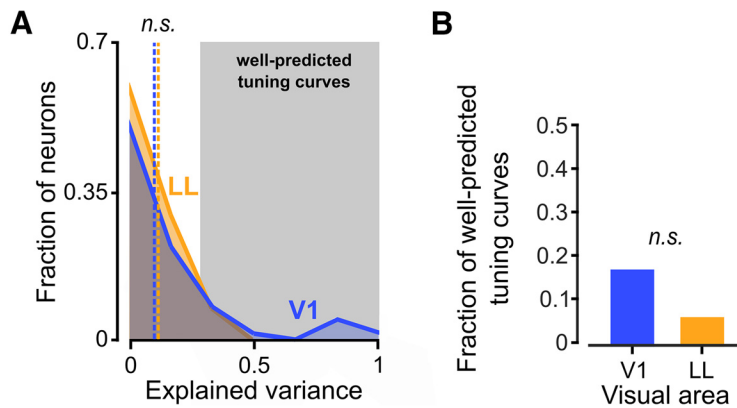 A
n.s.
0.7
well-predicted
tuning curves
Fraction of neurons
0.35
LL
V1
0
0
0.5
1
Explained variance
B
Fraction of well-predicted
tuning curves
0.5
0.4
0.3
0.2
0.1
0
n.s.
V1
LL
Visual area